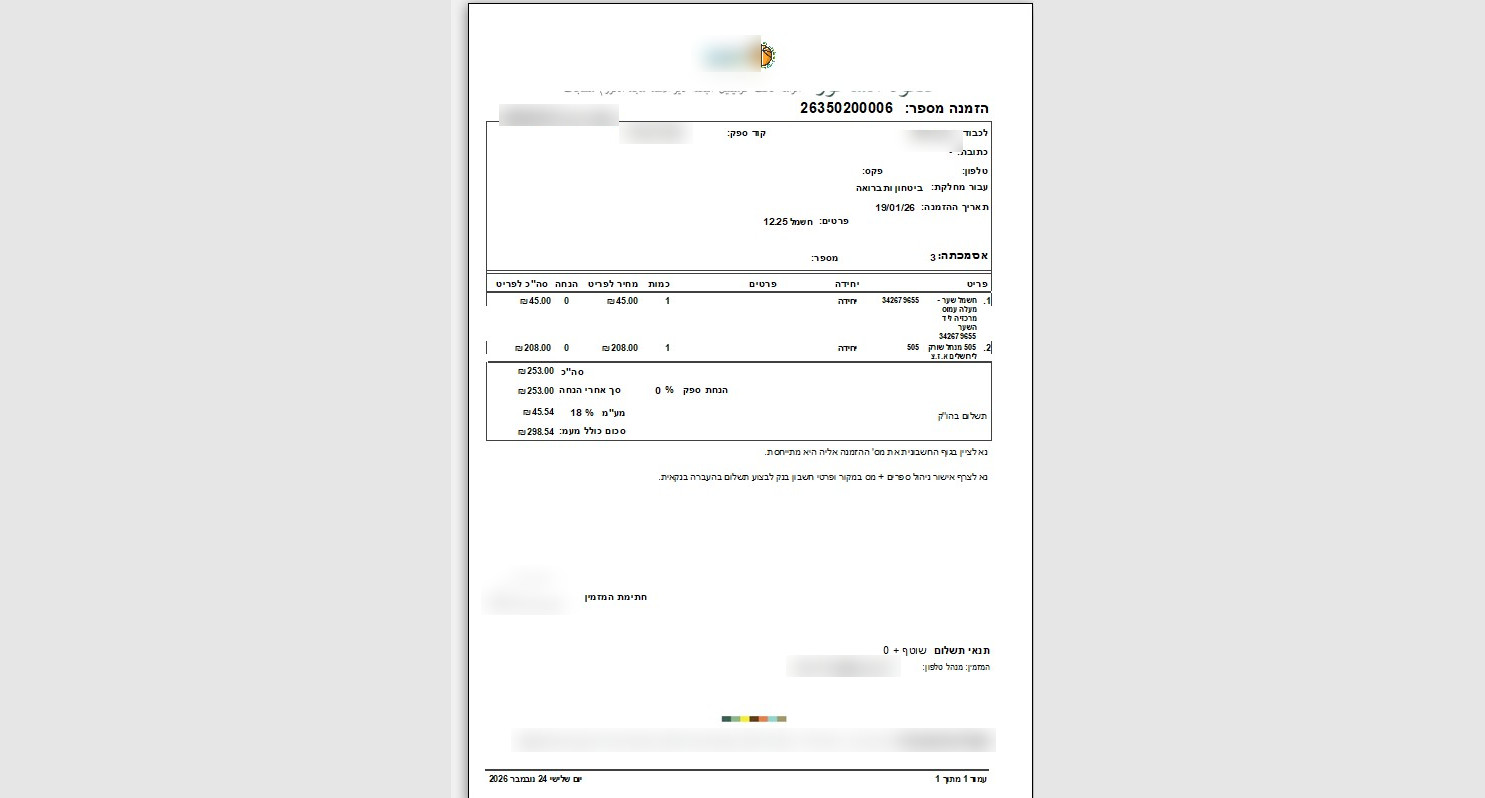 הזמנה מספר: 26350200006
לכבוד
קוד ספק:
כתובת: -
טלפון: פקס:
עבור מחלקת: ביטחון ותברואה
תאריך ההזמנה: 19/01/26
פרטים: חשמל 12.25
אסמכתה: 3 מספר:
פריט יחידה פרטים כמות מחיר לפריט הנחה סה"כ לפריט
1. חשמל שער - 342679655 יחידה 1 ₪ 45.00 0 ₪ 45.00
מעלה עמוס
מרכזיה ליד
השער
342679655
2. 505 מנחל שורק 505 יחידה 1 ₪ 208.00 0 ₪ 208.00
לירושלים א.ז.צ
סה"כ ₪ 253.00
הנחת ספק % 0 סך אחרי הנחה ₪ 253.00
תשלום בהו"ק
מע"מ % 18 ₪ 45.54
סכום כולל מעמ: ₪ 298.54
נא לציין בגוף החשבונית את מס' ההזמנה אליה היא מתייחסת.
נא לצרף אישור ניהול ספרים + מס במקור ופרטי חשבון בנק לבצוע תשלום בהעברה בנקאית.
חתימת המזמין
תנאי תשלום שוטף + 0
המזמין: מנהל טלפון:
עמוד 1 מתוך 1 יום שלישי 24 נובמבר 2026